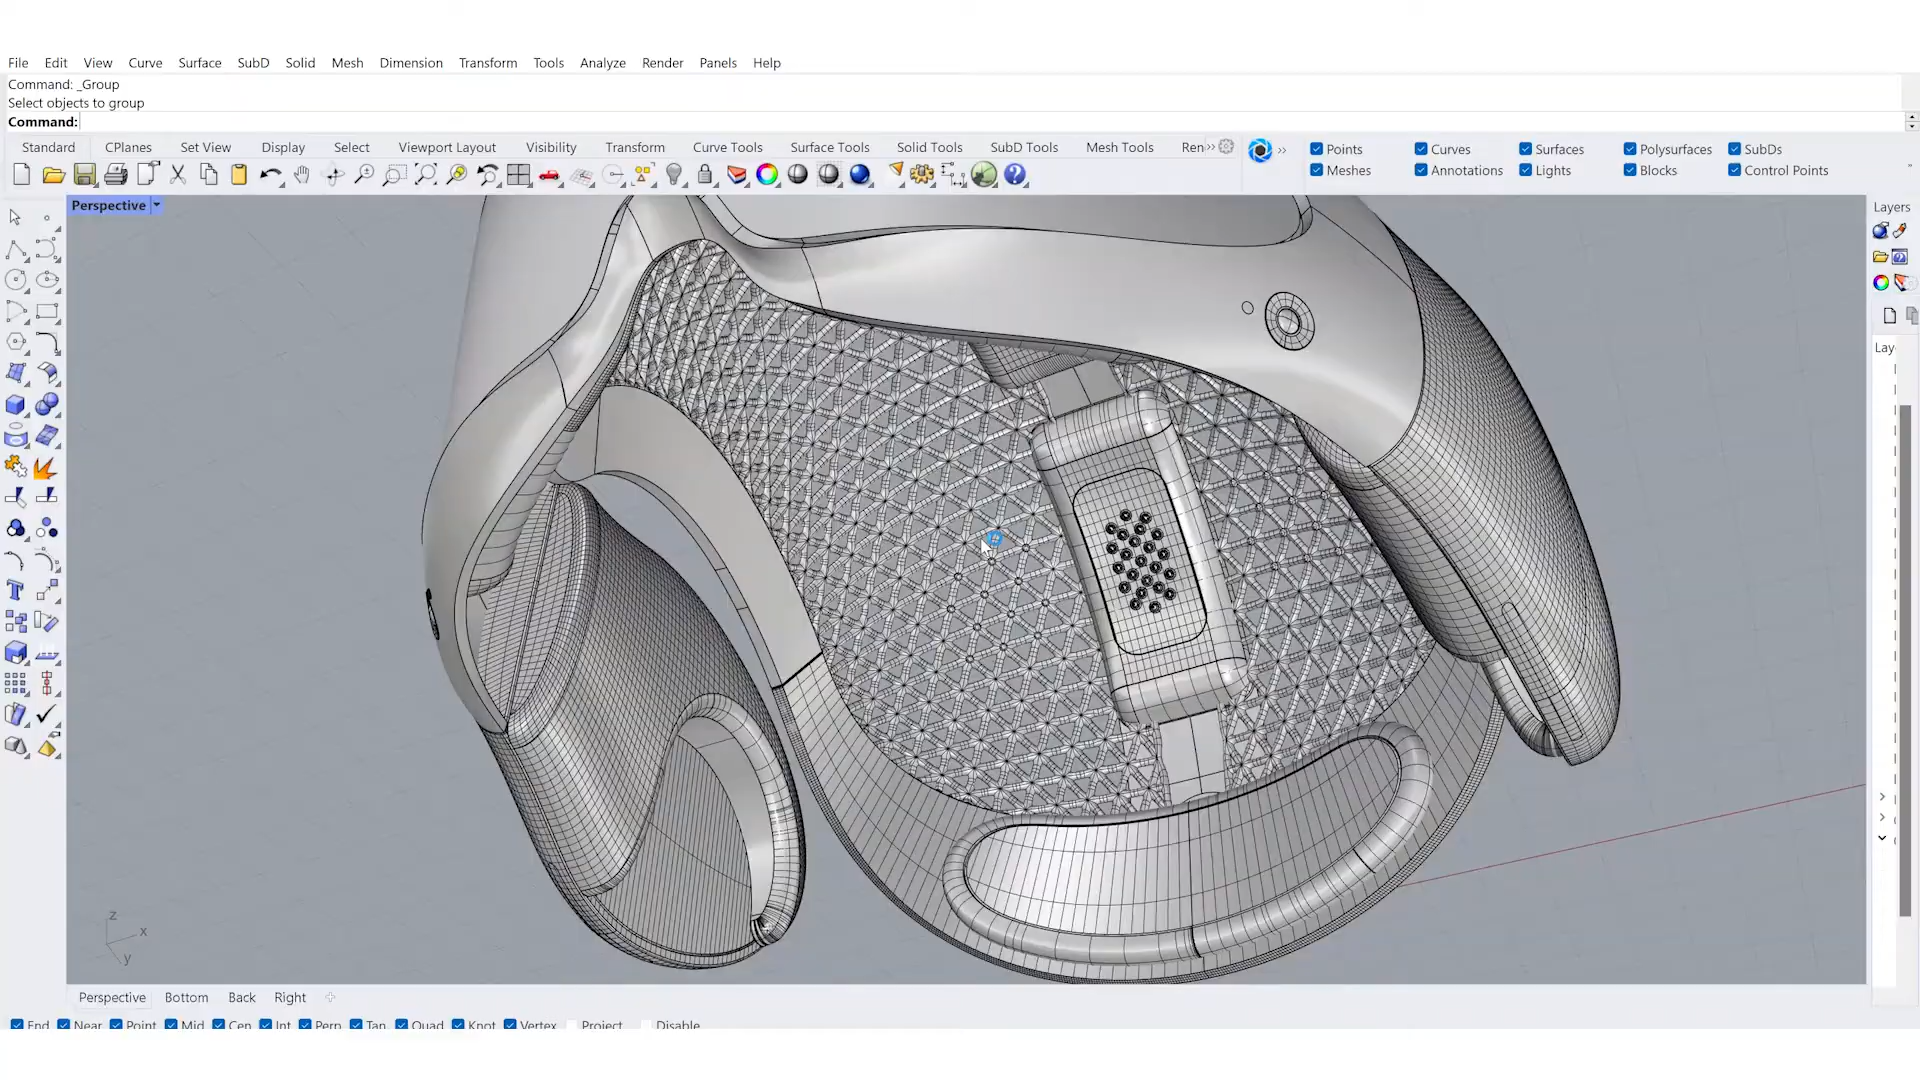 File Edit View Curve Surface SubD Solid Mesh Dimension Transform Tools Analyze Render Panels Help
Command: _Group
Select objects to group
Command:
Standard CPlanes Set View Display Select Viewport Layout Visibility Transform Curve Tools Surface Tools Solid Tools SubD Tools Mesh Tools Ren
Points Curves Surfaces Polysurfaces SubDs
Meshes Annotations Lights Blocks Control Points
Perspective
Layers
Lay
z
x
y
Perspective Bottom Back Right
End Near Point Mid Cen Int Perp Tan Quad Knot Vertex Project Disable